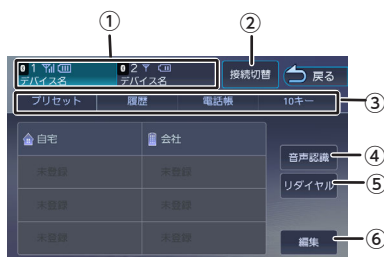 ① ②
1 2
デバイス名 デバイス名 接続切替 戻る
プリセット 履歴 電話帳 10キー ③
自宅 会社
音声認識 ④
未登録 未登録
リダイヤル ⑤
未登録 未登録
未登録 未登録 編集 ⑥